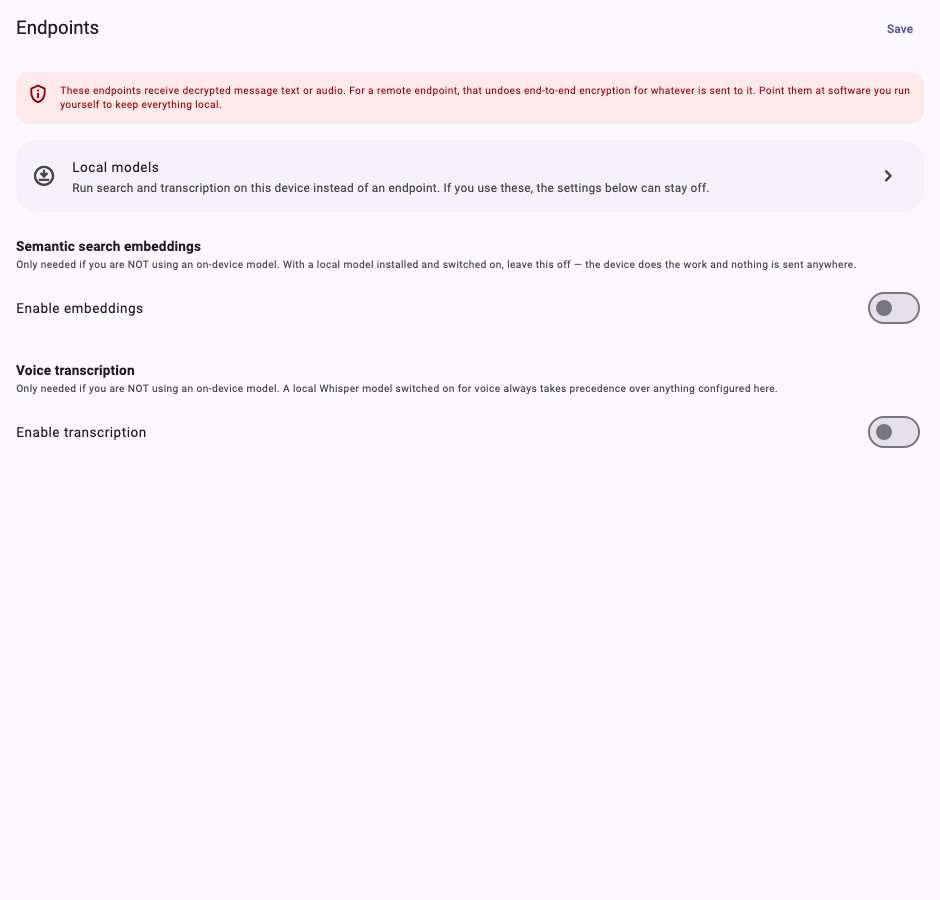 Endpoints
Save
These endpoints receive decrypted message text or audio. For a remote endpoint, that undoes end-to-end encryption for whatever is sent to it. Point them at software you run
yourself to keep everything local.
Local models
Run search and transcription on this device instead of an endpoint. If you use these, the settings below can stay off.
Semantic search embeddings
Only needed if you are NOT using an on-device model. With a local model installed and switched on, leave this off — the device does the work and nothing is sent anywhere.
Enable embeddings
Voice transcription
Only needed if you are NOT using an on-device model. A local Whisper model switched on for voice always takes precedence over anything configured here.
Enable transcription